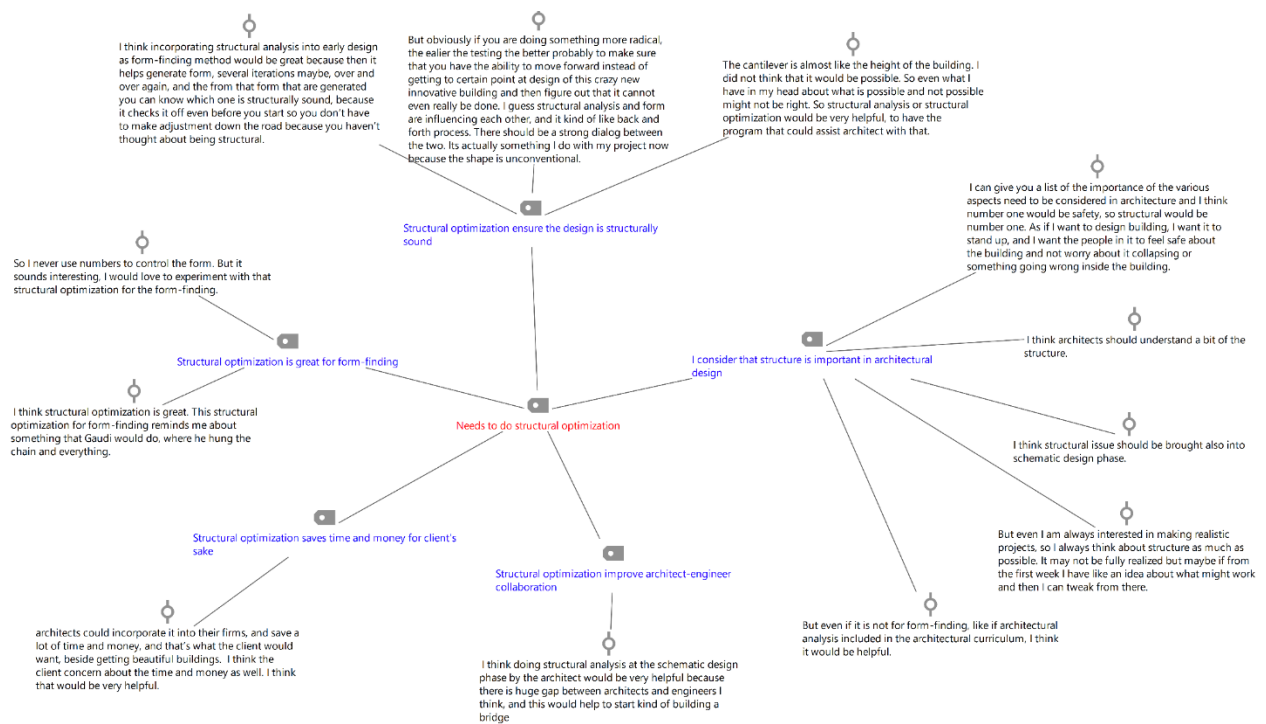 I think incorporating structural analysis into early design
as form-finding method would be great because then it
helps generate form, several iterations maybe, over and
over again, and the from that form that are generated
you can know which one is structurally sound, because
it checks it off even before you start so you don't have
to make adjustment down the road because you haven't
thought about being structural.
But obviously if you are doing something more radical,
the ealier the testing the better probably to make sure
that you have the ability to move forward instead of
getting to certain point at design of this crazy new
innovative building and then figure out that it cannot
even really be done. I guess structural analysis and form
are influencing each other, and it kind of like back and
forth process. There should be a strong dialog between
the two. Its actually something I do with my project now
because the shape is unconventional.
The cantilever is almost like the height of the building. I
did not think that it would be possible. So even what I
have in my head about what is possible and not possible
might not be right. So structural analysis or structural
optimization would be very helpful, to have the
program that could assist architect with that.
I can give you a list of the importance of the various
aspects need to be considered in architecture and I think
number one would be safety, so structural would be
number one. As if I want to design building, I want it to
stand up, and I want the people in it to feel safe about
the building and not worry about it collapsing or
something going wrong inside the building.
Structural optimization ensure the design is structurally
sound
So I never use numbers to control the form. But it
sounds interesting, I would love to experiment with that
structural optimization for the form-finding.
Structural optimization is great for form-finding
I consider that structure is important in architectural
design
I think architects should understand a bit of the
structure.
I think structural optimization is great. This structural
optimization for form-finding reminds me about
something that Gaudi would do, where he hung the
chain and everything.
Needs to do structural optimization
I think structural issue should be brought also into
schematic design phase.
Structural optimization saves time and money for client's
sake
Structural optimization improve architect-engineer
collaboration
But even I am always interested in making realistic
projects, so I always think about structure as much as
possible. It may not be fully realized but maybe if from
the first week I have like an idea about what might work
and then I can tweak from there.
architects could incorporate it into their firms, and save a
lot of time and money, and that's what the client would
want, beside getting beautiful buildings. I think the
client concern about the time and money as well. I think
that would be very helpful.
But even if it is not for form-finding, like if architectural
analysis included in the architectural curriculum, I think
it would be helpful.
I think doing structural analysis at the schematic design
phase by the architect would be very helpful because
there is huge gap between architects and engineers I
think, and this would help to start kind of building a
bridge